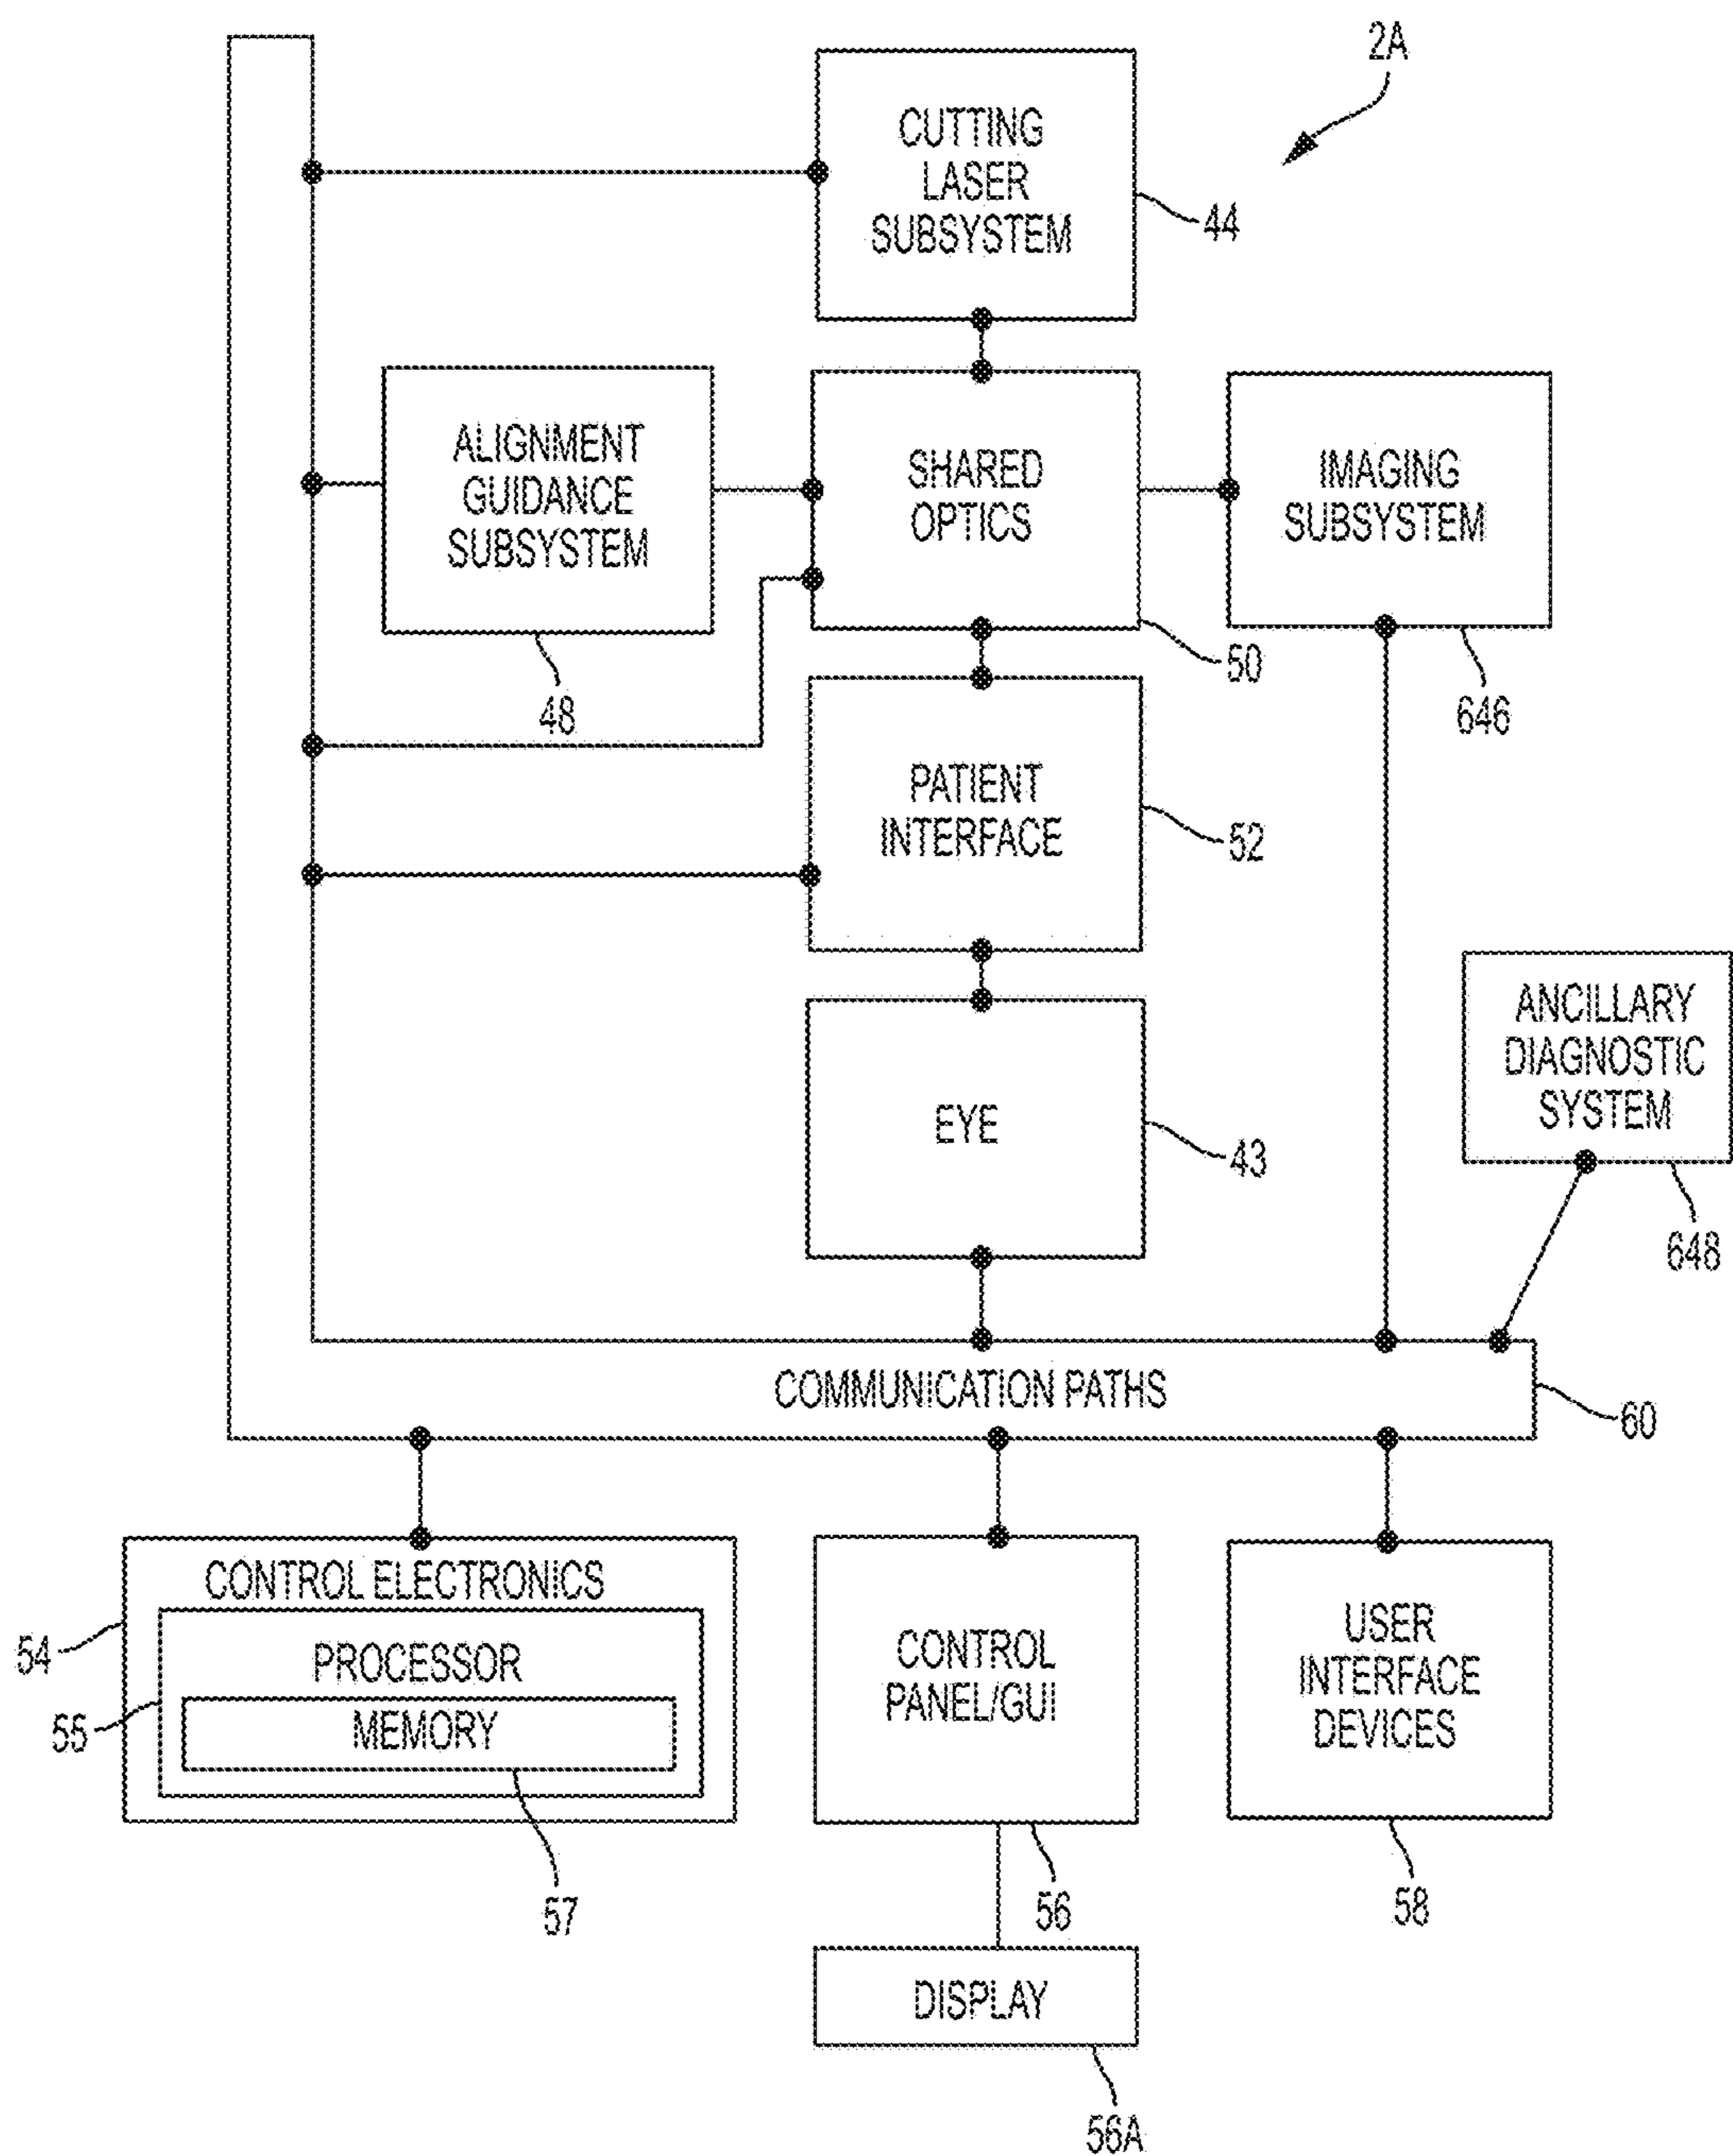 2A
CUTTING
LASER
SUBSYSTEM
44
ALIGNMENT
GUIDANCE
SUBSYSTEM
48
SHARED
OPTICS
50
IMAGING
SUBSYSTEM
646
PATIENT
INTERFACE
52
EYE
43
ANCILLARY
DIAGNOSTIC
SYSTEM
648
COMMUNICATION PATHS
60
CONTROL ELECTRONICS
54
PROCESSOR
55
MEMORY
57
CONTROL
PANEL/GUI
56
USER
INTERFACE
DEVICES
58
DISPLAY
56A